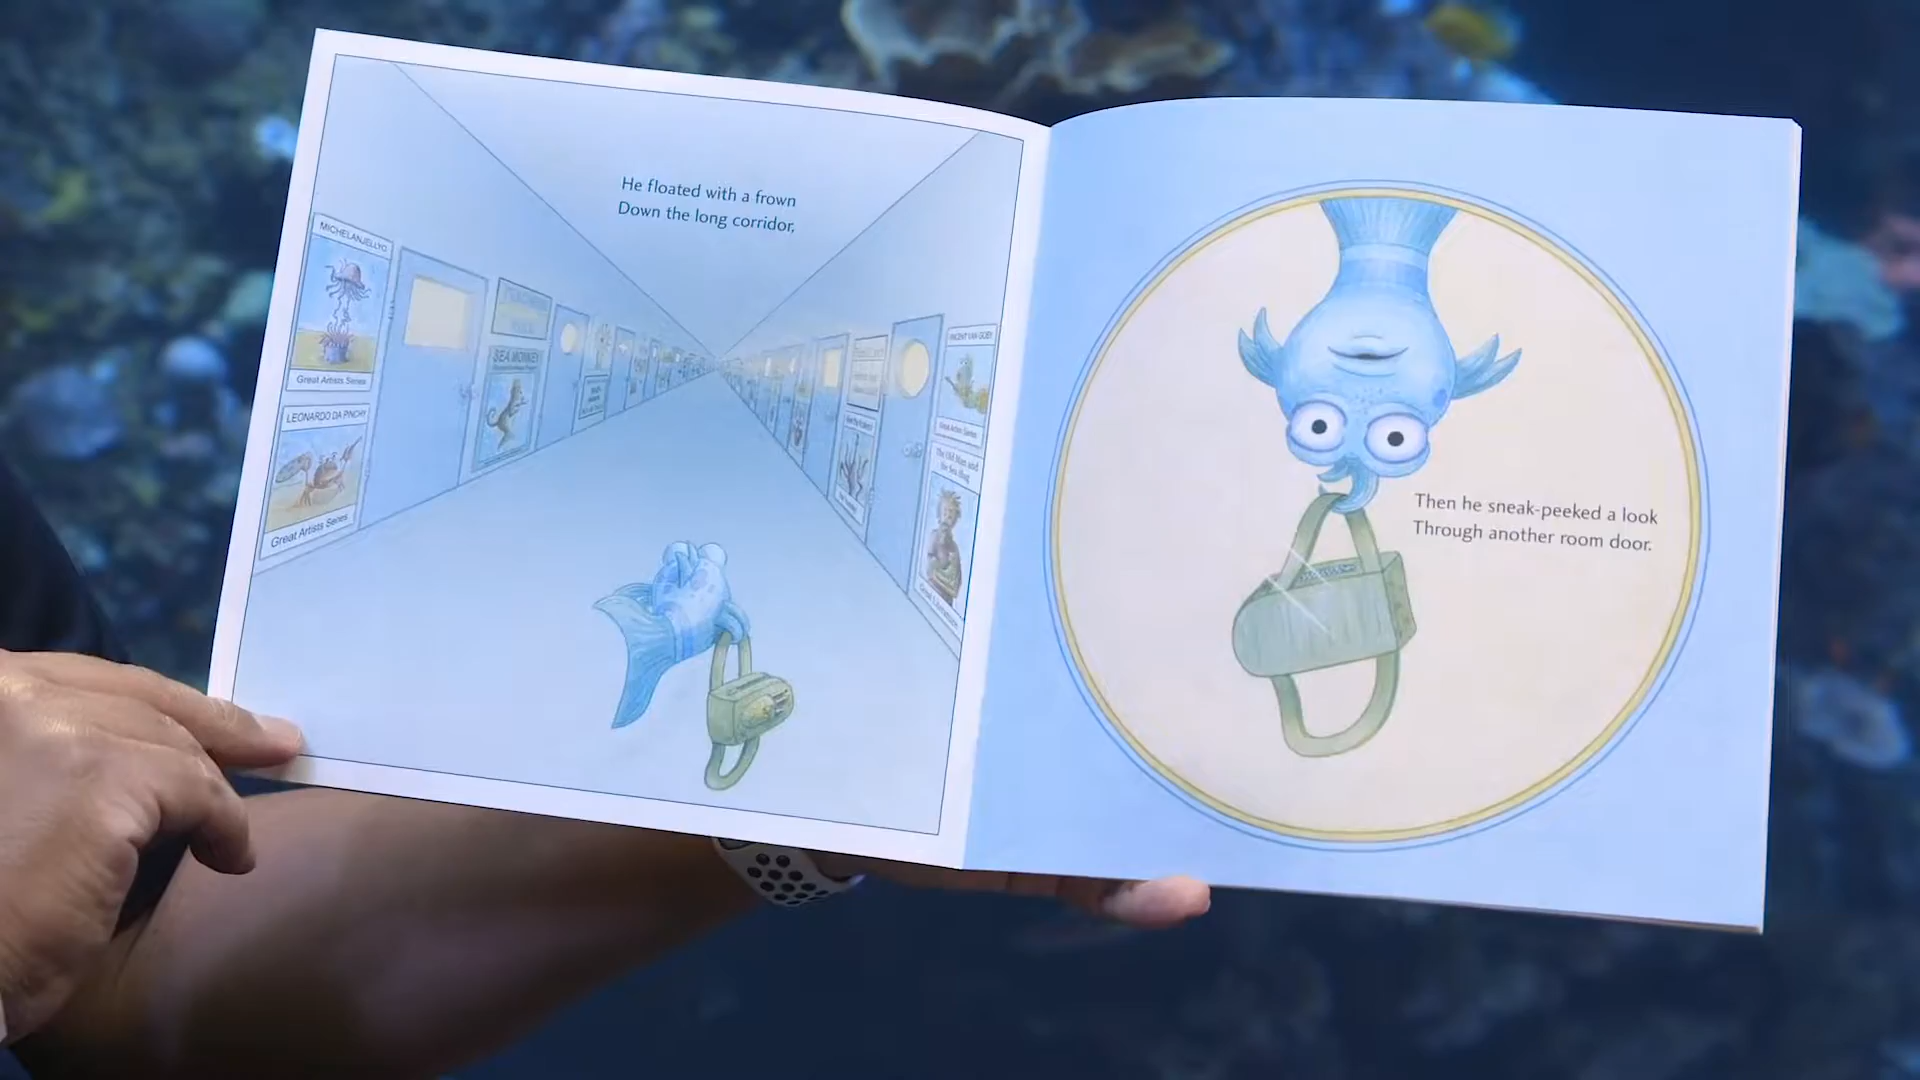 He floated with a frown
Down the long corridor,
MICHELANJELLYO
Great Artists Series
LEONARDO DA PINCHY
Great Artists Series
SEA MONKEY
VINCENT VAN GOBY
Great Artists Series
The Old Man and
the Sea Slug
Then he sneak-peeked a look
Through another room door.